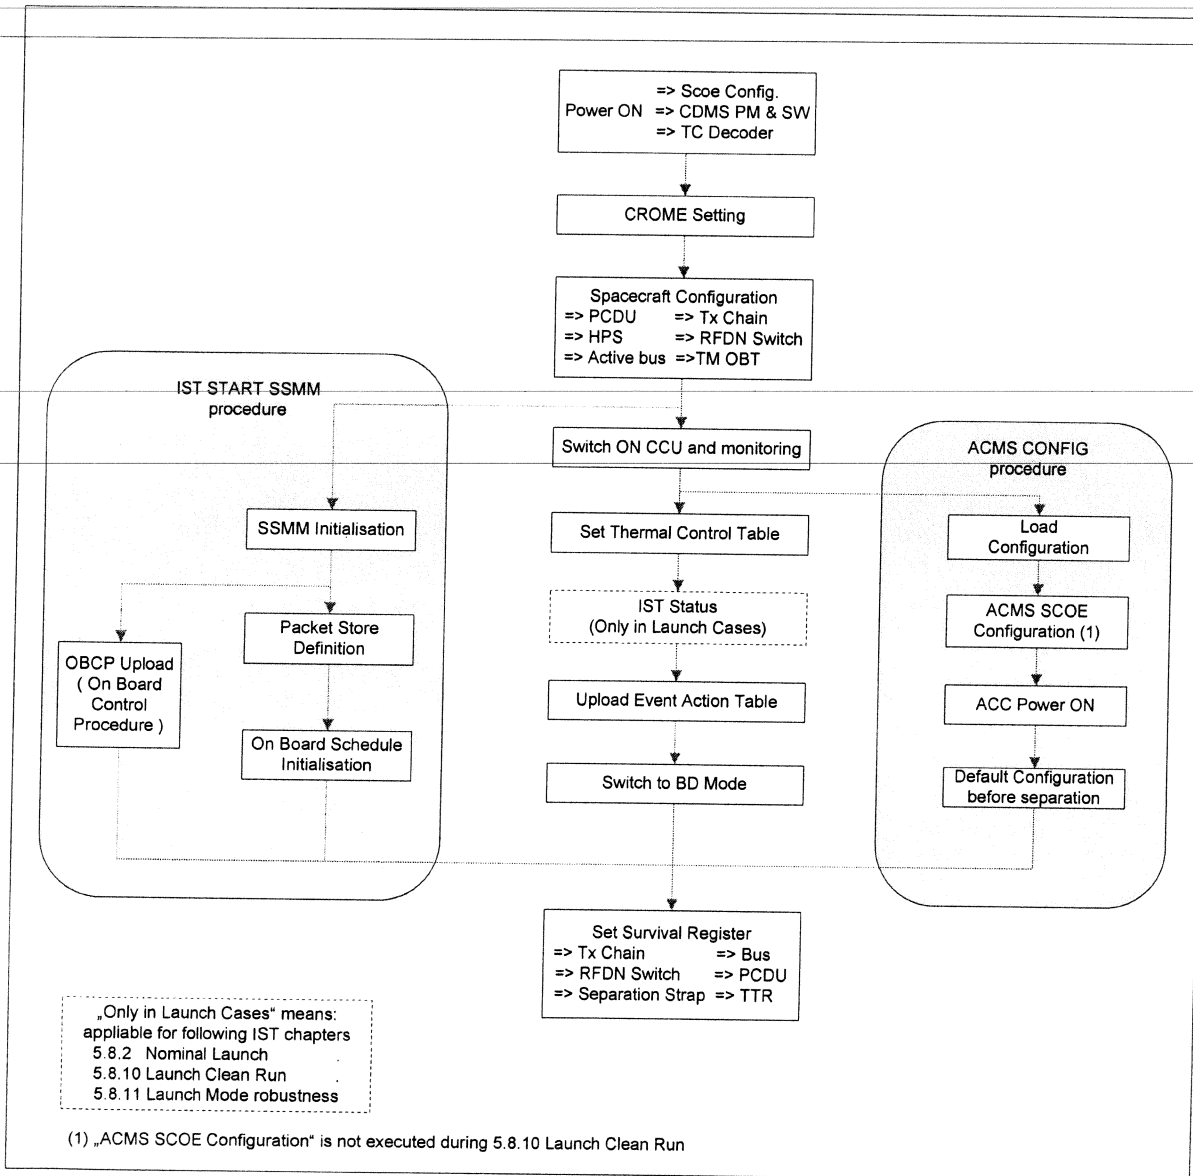 => Scoe Config.
Power ON => CDMS PM & SW
=> TC Decoder
CROME Setting
Spacecraft Configuration
=> PCDU => Tx Chain
=> HPS => RFDN Switch
=> Active bus =>TM OBT
IST START SSMM
procedure
Switch ON CCU and monitoring
ACMS CONFIG
procedure
SSMM Initialisation
Set Thermal Control Table
Load
Configuration
IST Status
(Only in Launch Cases)
ACMS SCOE
Configuration (1)
Packet Store
Definition
OBCP Upload
( On Board
Control
Procedure )
Upload Event Action Table
ACC Power ON
On Board Schedule
Initialisation
Switch to BD Mode
Default Configuration
before separation
Set Survival Register
=> Tx Chain => Bus
=> RFDN Switch => PCDU
=> Separation Strap => TTR
„Only in Launch Cases“ means:
appliable for following IST chapters
5.8.2 Nominal Launch
5.8.10 Launch Clean Run
5.8.11 Launch Mode robustness
(1) „ACMS SCOE Configuration“ is not executed during 5.8.10 Launch Clean Run